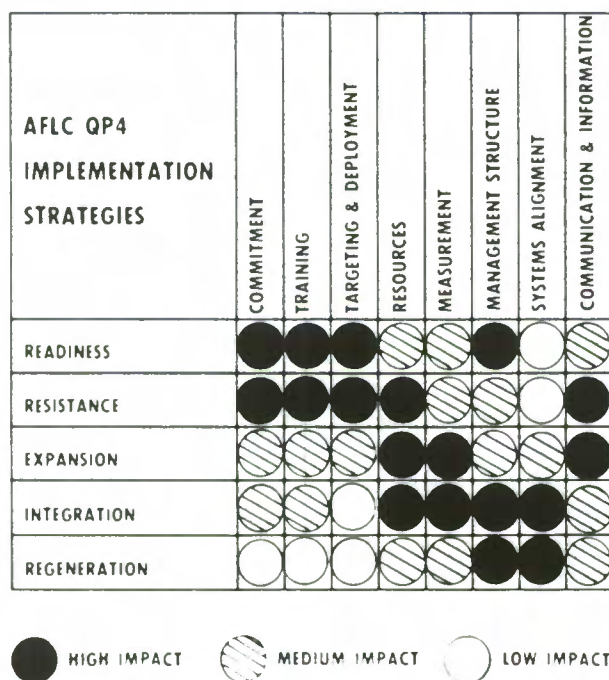 AFLC QP4
IMPLEMENTATION
STRATEGIES
COMMITMENT
TRAINING
TARGETING & DEPLOYMENT
RESOURCES
MEASUREMENT
MANAGEMENT STRUCTURE
SYSTEMS ALIGNMENT
COMMUNICATION & INFORMATION
READINESS
RESISTANCE
EXPANSION
INTEGRATION
REGENERATION
HIGH IMPACT
MEDIUM IMPACT
LOW IMPACT